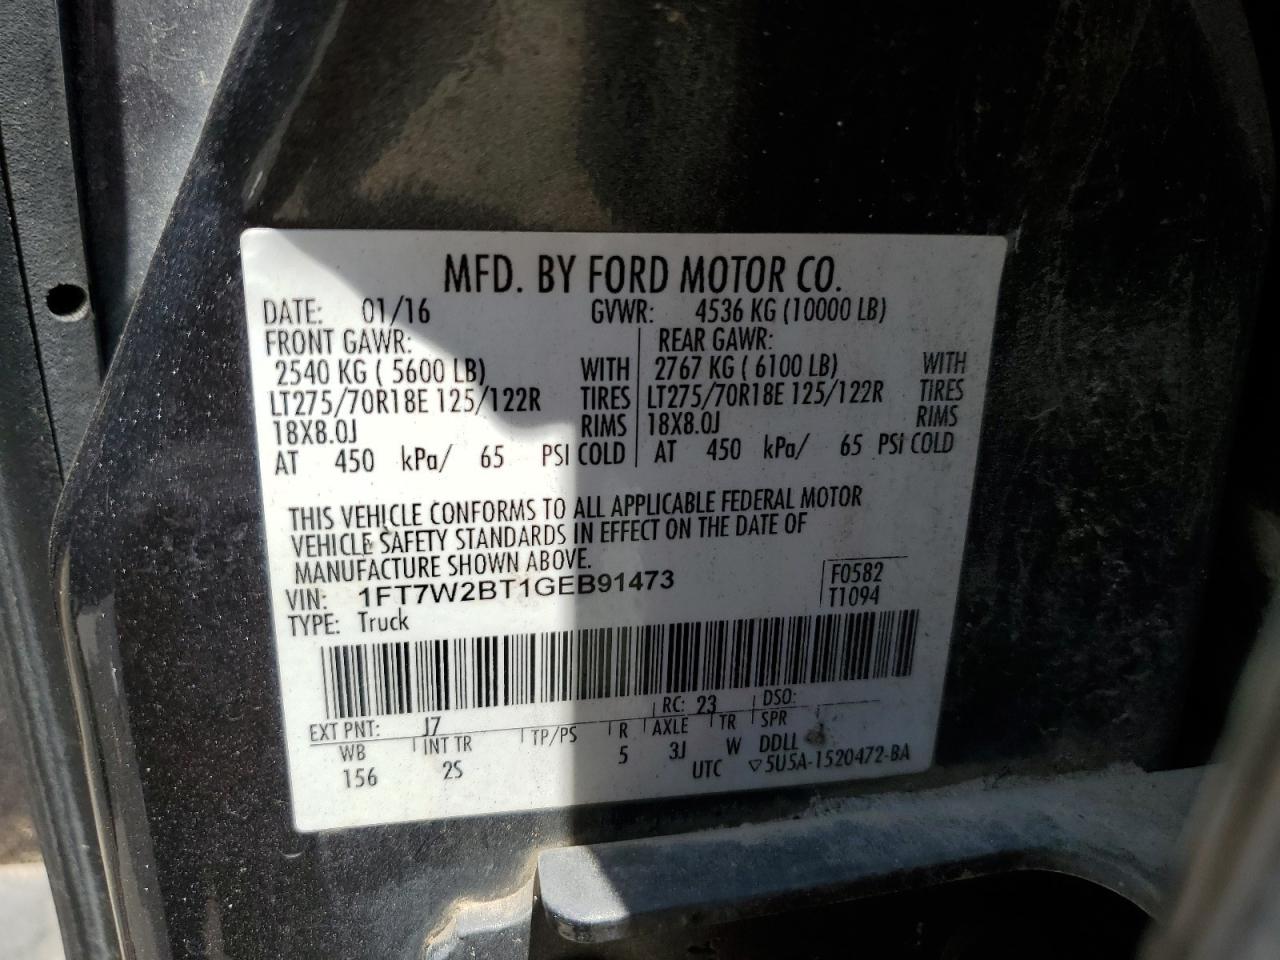 MFD. BY FORD MOTOR CO.
DATE: 01/16 GVWR: 4536 KG (10000 LB)
FRONT GAWR: REAR GAWR:
2540 KG ( 5600 LB) WITH 2767 KG ( 6100 LB) WITH
LT275/70R18E 125/122R TIRES LT275/70R18E 125/122R TIRES
18X8.0J RIMS 18X8.0J RIMS
AT 450 kPa/ 65 PSI COLD AT 450 kPa/ 65 PSI COLD
THIS VEHICLE CONFORMS TO ALL APPLICABLE FEDERAL MOTOR
VEHICLE SAFETY STANDARDS IN EFFECT ON THE DATE OF
MANUFACTURE SHOWN ABOVE.
VIN: 1FT7W2BT1GEB91473 F0582
TYPE: Truck T1094
EXT PNT: J7 RC: 23 DSO:
WB INT TR TP/PS R AXLE TR SPR
156 2S 5 3J W DDLL
UTC ▽5U5A-1520472-BA